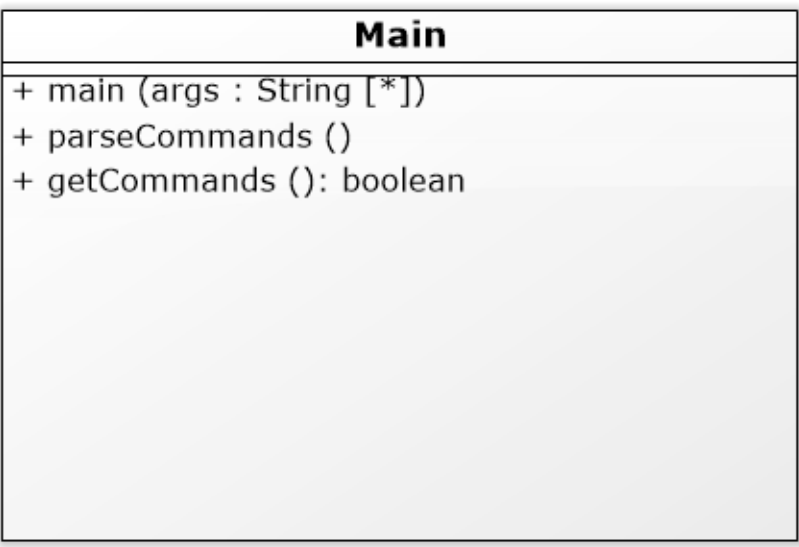 Main
+ main (args : String [*])
+ parseCommands ()
+ getCommands (): boolean